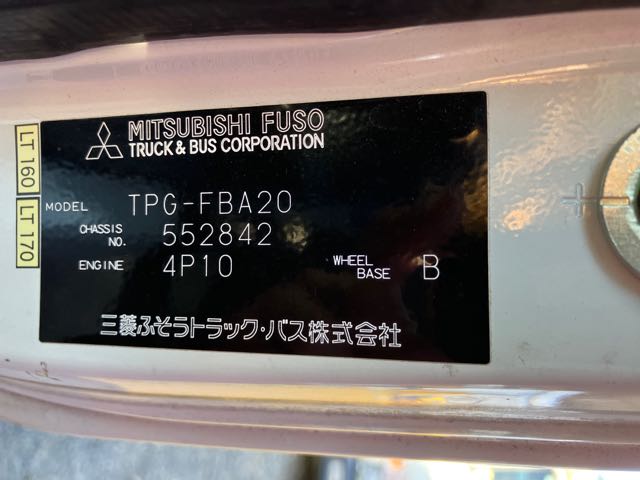 MITSUBISHI FUSO
TRUCK & BUS CORPORATION
LT 160
LT 170
MODEL TPG-FBA20
CHASSIS NO. 552842
ENGINE 4P10 WHEEL BASE B
三菱ふそうトラック・バス株式会社